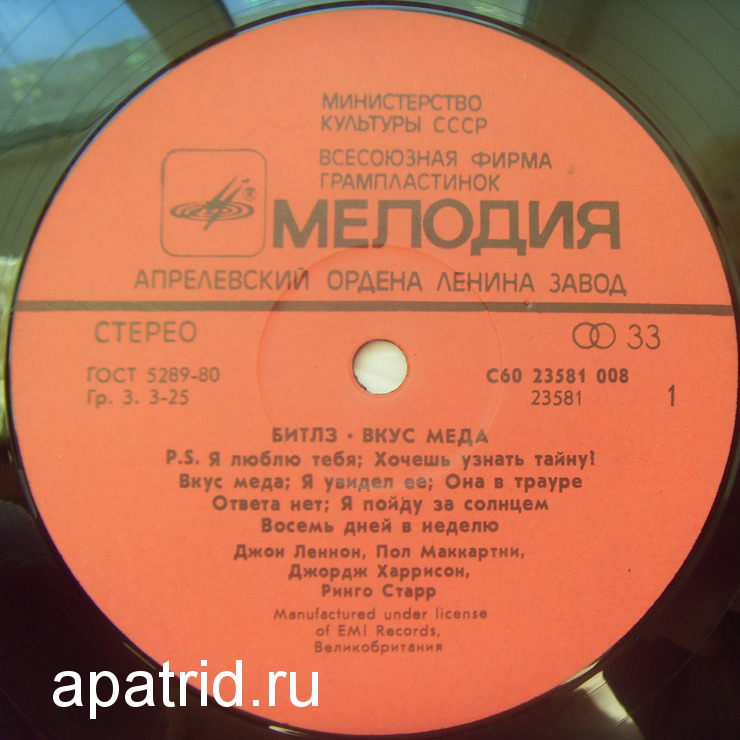 МИНИСТЕРСТВО
КУЛЬТУРЫ СССР
ВСЕСОЮЗНАЯ ФИРМА
ГРАМПЛАСТИНОК
®
МЕЛОДИЯ
АПРЕЛЕВСКИЙ ОРДЕНА ЛЕНИНА ЗАВОД
СТЕРЕО 33
ГОСТ 5289-80 С60 23581 008
Гр. 3. 3-25 23581 1
БИТЛЗ · ВКУС МЕДА
P.S. Я люблю тебя; Хочешь узнать тайну?
Вкус меда; Я увидел ее; Она в трауре
Ответа нет; Я пойду за солнцем
Восемь дней в неделю
Джон Леннон, Пол Маккартни,
Джордж Харрисон,
Ринго Старр
Manufactured under license
of EMI Records,
Великобритания
apatrid.ru